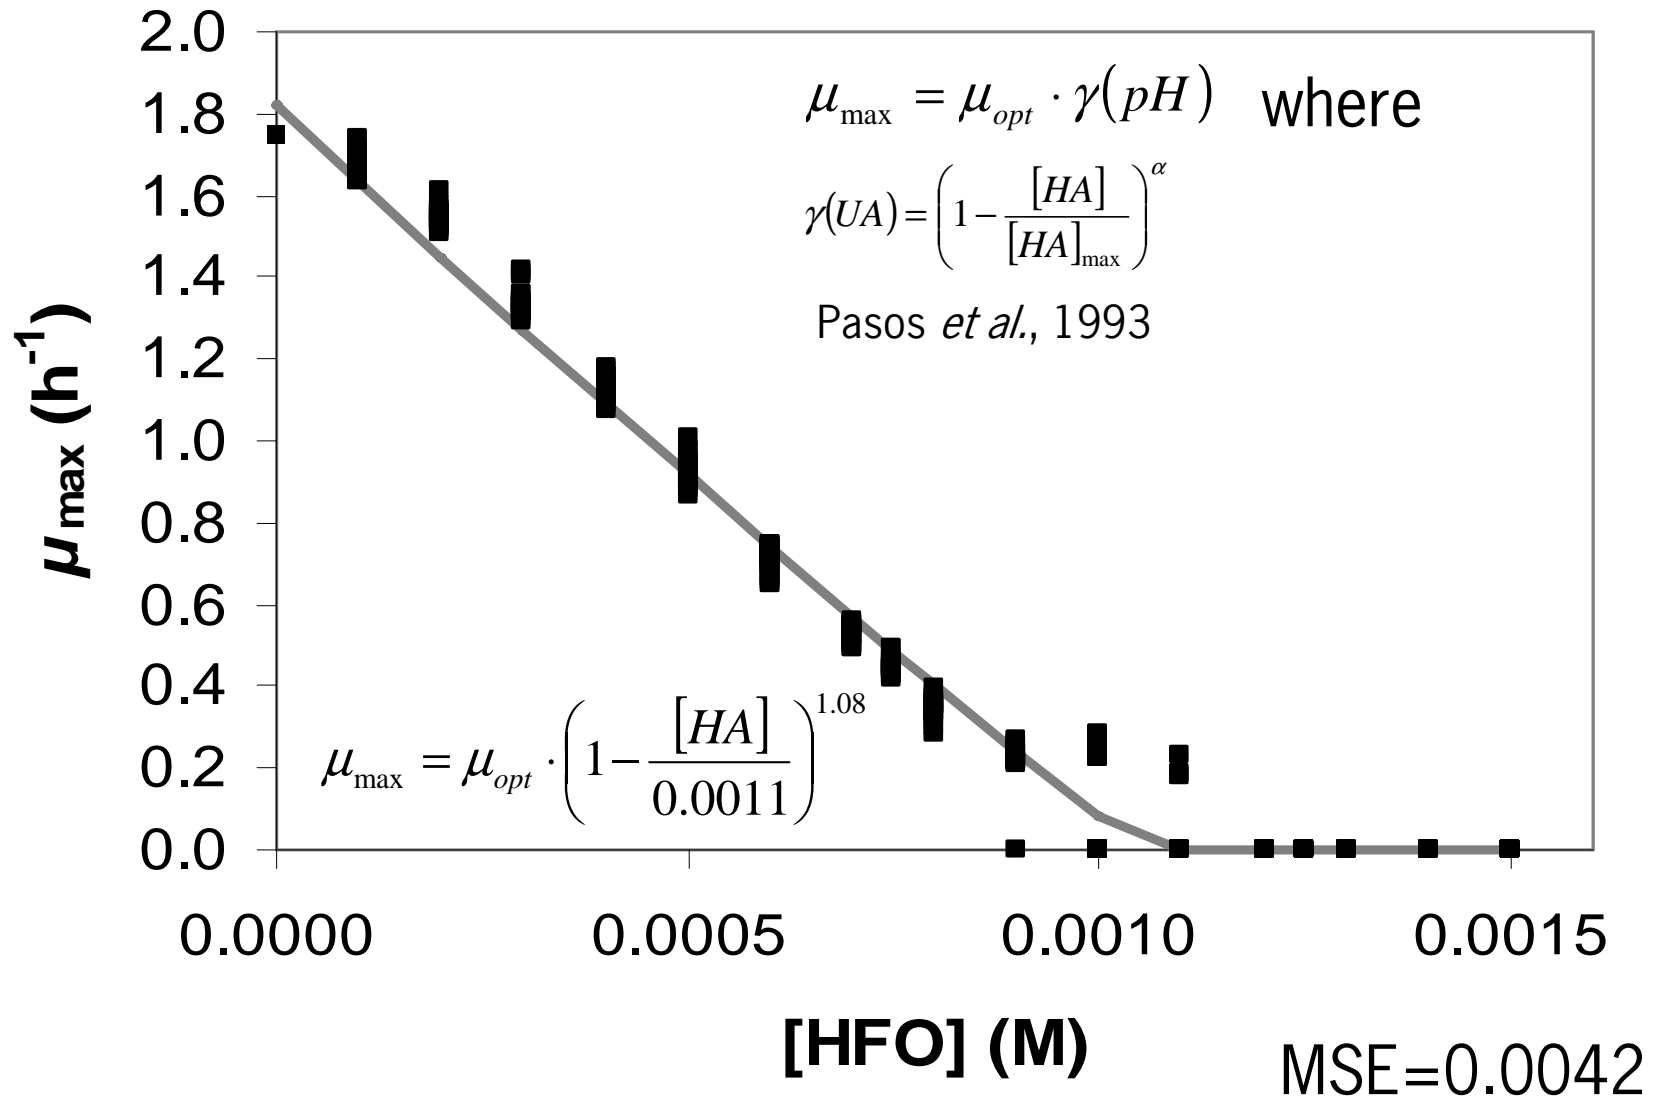 2.0
1.8
1.6
1.4
1.2
1.0
0.8
0.6
0.4
0.2
0.0
μmax (h-1)
μmax = μopt · γ(pH) where
γ(UA) = (1 − [HA] / [HA]max)^α
Pasos et al., 1993
μmax = μopt · (1 − [HA] / 0.0011)^1.08
0.0000 0.0005 0.0010 0.0015
[HFO] (M)
MSE=0.0042